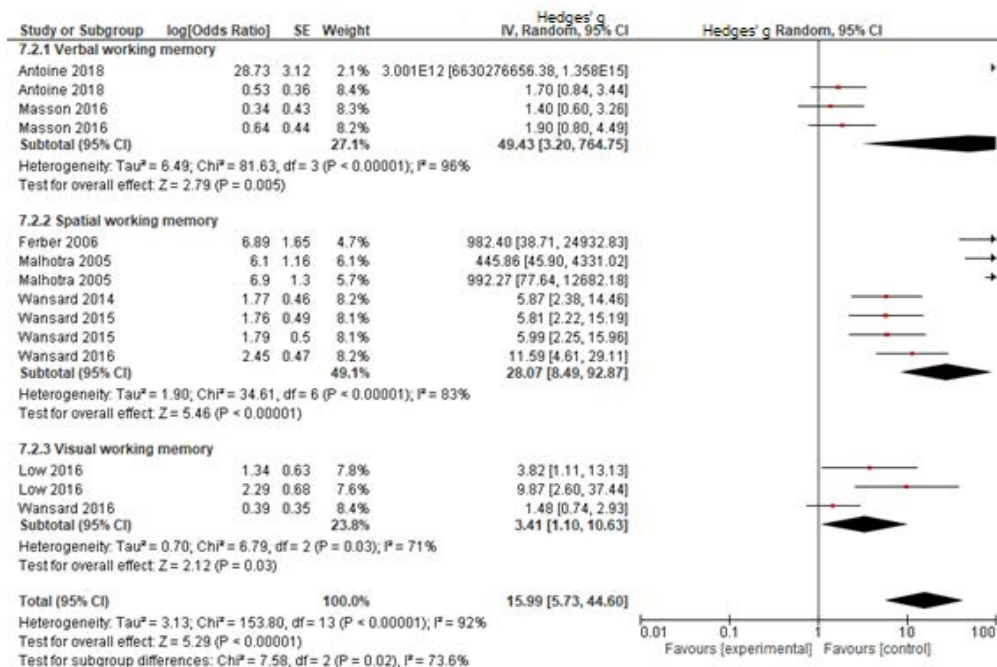 Hedges' g Hedges' g
Study or Subgroup log[Odds Ratio] SE Weight IV, Random, 95% CI Random, 95% CI
7.2.1 Verbal working memory
Antoine 2018 28.73 3.12 2.1% 3.001E12 [6630276656.38, 1.358E15]
Antoine 2018 0.53 0.36 8.4% 1.70 [0.84, 3.44]
Masson 2016 0.34 0.43 8.3% 1.40 [0.60, 3.26]
Masson 2016 0.64 0.44 8.2% 1.90 [0.80, 4.49]
Subtotal (95% CI) 27.1% 49.43 [3.20, 764.75]
Heterogeneity: Tau² = 6.49; Chi² = 81.63, df = 3 (P < 0.00001); I² = 96%
Test for overall effect: Z = 2.79 (P = 0.005)
7.2.2 Spatial working memory
Ferber 2006 6.89 1.65 4.7% 982.40 [38.71, 24932.83]
Malhotra 2005 6.1 1.16 6.1% 445.86 [45.90, 4331.02]
Malhotra 2005 6.9 1.3 5.7% 992.27 [77.64, 12682.18]
Wansard 2014 1.77 0.46 8.2% 5.87 [2.38, 14.46]
Wansard 2015 1.76 0.49 8.1% 5.81 [2.22, 15.19]
Wansard 2015 1.79 0.5 8.1% 5.99 [2.25, 15.96]
Wansard 2016 2.45 0.47 8.2% 11.59 [4.61, 29.11]
Subtotal (95% CI) 49.1% 28.07 [8.49, 92.87]
Heterogeneity: Tau² = 1.90; Chi² = 34.61, df = 6 (P < 0.00001); I² = 83%
Test for overall effect: Z = 5.46 (P < 0.00001)
7.2.3 Visual working memory
Low 2016 1.34 0.63 7.8% 3.82 [1.11, 13.13]
Low 2016 2.29 0.68 7.6% 9.87 [2.60, 37.44]
Wansard 2016 0.39 0.35 8.4% 1.48 [0.74, 2.93]
Subtotal (95% CI) 23.8% 3.41 [1.10, 10.63]
Heterogeneity: Tau² = 0.70; Chi² = 6.79, df = 2 (P = 0.03); I² = 71%
Test for overall effect: Z = 2.12 (P = 0.03)
Total (95% CI) 100.0% 15.99 [5.73, 44.60]
Heterogeneity: Tau² = 3.13; Chi² = 153.80, df = 13 (P < 0.00001); I² = 92%
Test for overall effect: Z = 5.29 (P < 0.00001)
Test for subgroup differences: Chi² = 7.58, df = 2 (P = 0.02), I² = 73.6%
0.01 0.1 1 10 100
Favours [experimental] Favours [control]